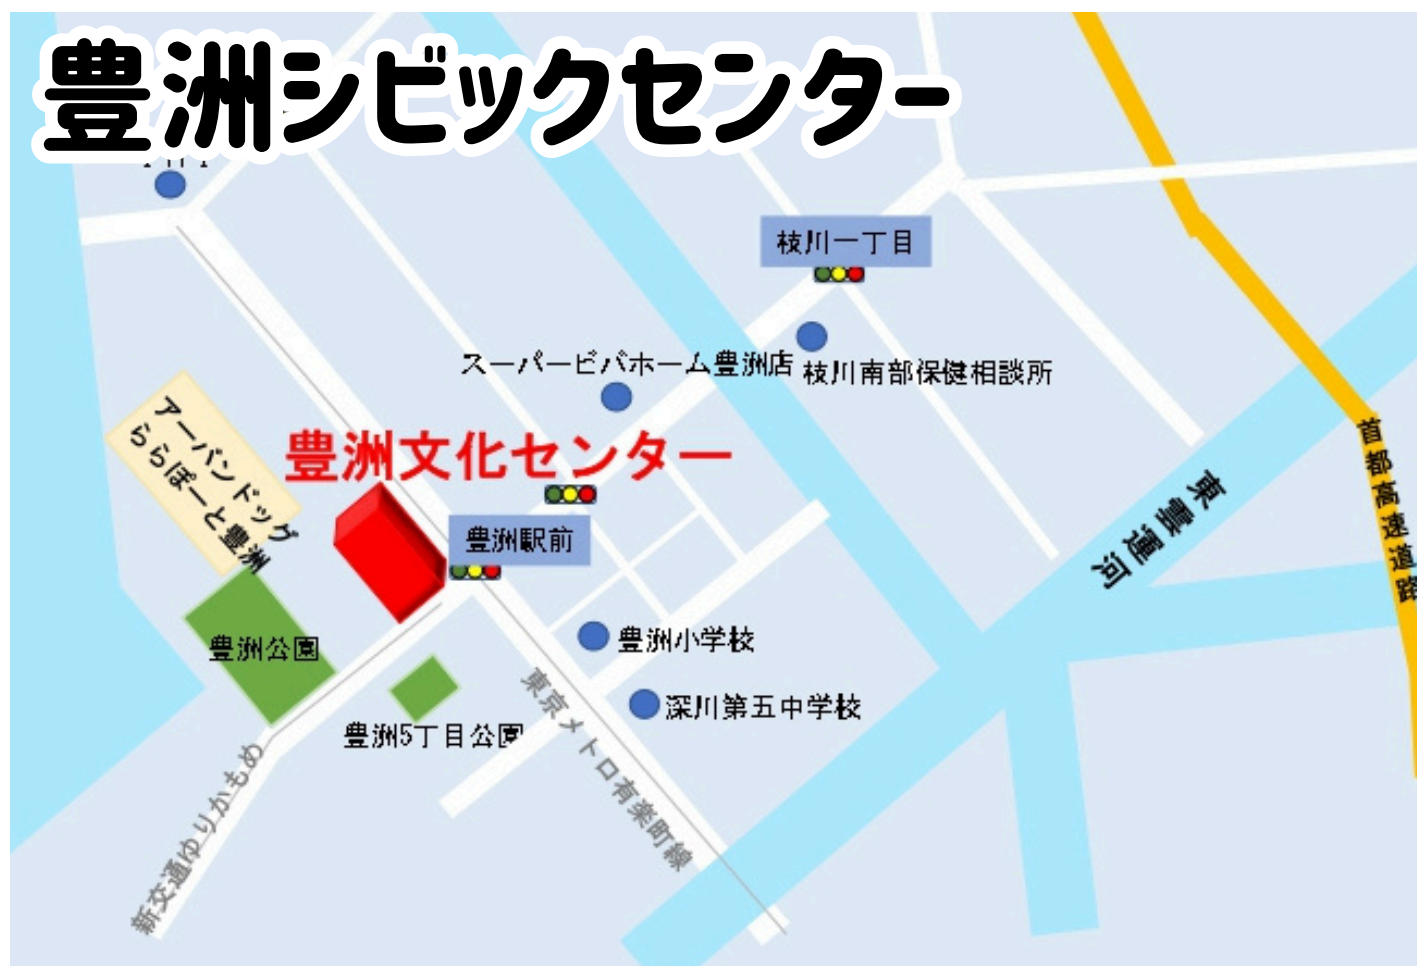 豊洲シビックセンター
枝川一丁目
スーパービバホーム豊洲店
枝川南部保健相談所
アーバンドッグ
ららぽーと豊洲
豊洲文化センター
豊洲駅前
首都高速道路
東雲運河
豊洲公園
豊洲小学校
深川第五中学校
豊洲5丁目公園
東京メトロ有楽町線
新交通ゆりかもめ